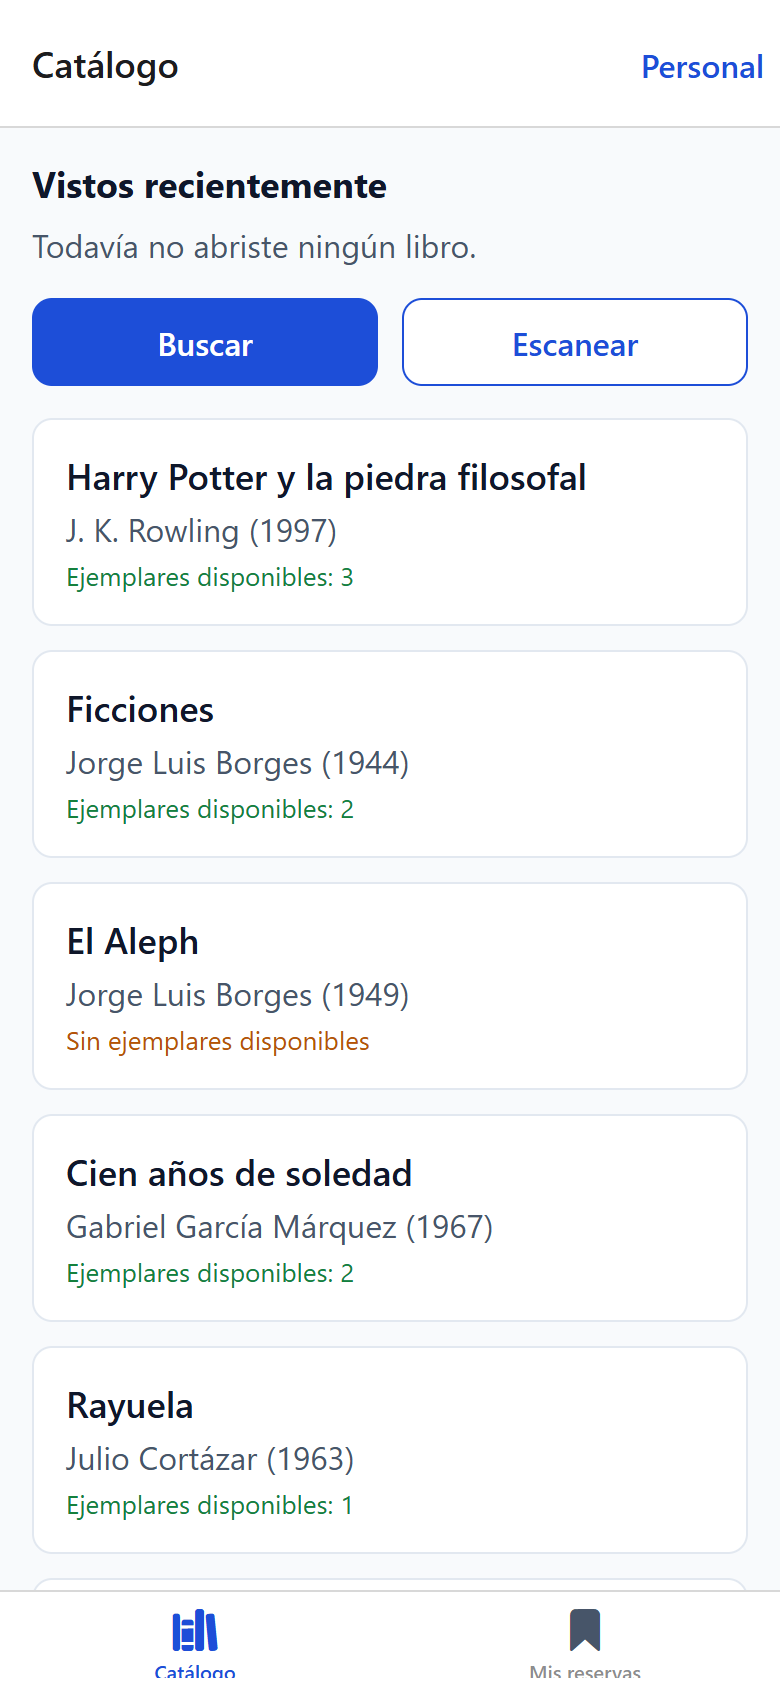 Catálogo
Personal
Vistos recientemente
Todavía no abriste ningún libro.
Buscar
Escanear
Harry Potter y la piedra filosofal
J. K. Rowling (1997)
Ejemplares disponibles: 3
Ficciones
Jorge Luis Borges (1944)
Ejemplares disponibles: 2
El Aleph
Jorge Luis Borges (1949)
Sin ejemplares disponibles
Cien años de soledad
Gabriel García Márquez (1967)
Ejemplares disponibles: 2
Rayuela
Julio Cortázar (1963)
Ejemplares disponibles: 1
Catálogo
Mis reservas